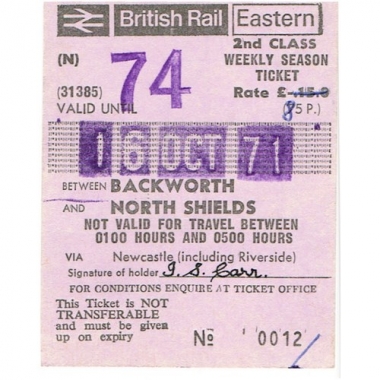 British Rail Eastern
(N) 74 2nd CLASS
WEEKLY SEASON
TICKET
(31385) Rate £
VALID UNTIL 8 P.)
16 OCT 71
BETWEEN BACKWORTH
AND NORTH SHIELDS
NOT VALID FOR TRAVEL BETWEEN
0100 HOURS AND 0500 HOURS
VIA Newcastle (including Riverside)
Signature of holder I. S. Carr.
FOR CONDITIONS ENQUIRE AT TICKET OFFICE
This Ticket is NOT
TRANSFERABLE
and must be given
up on expiry
No 0012